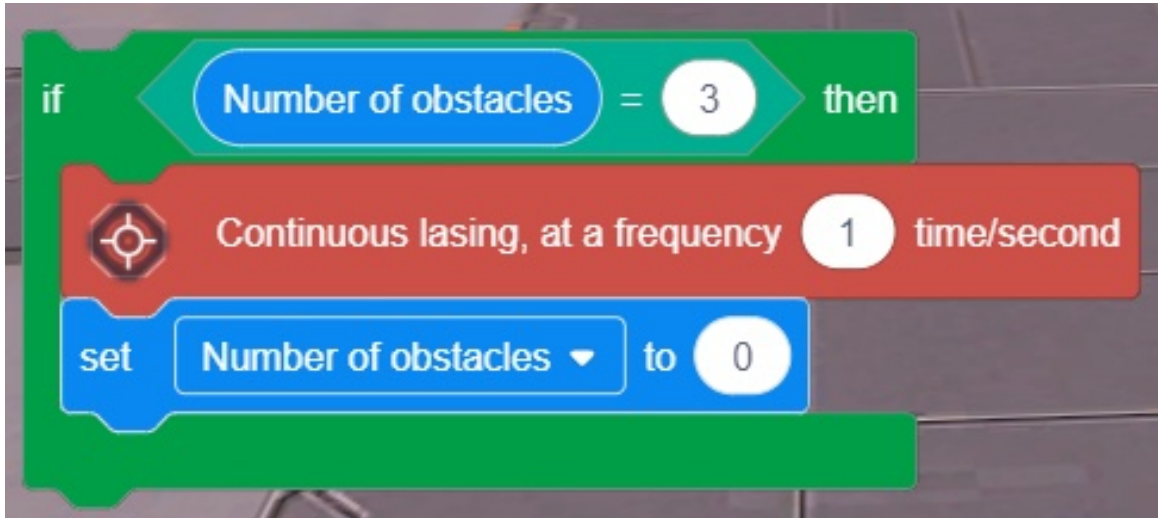 if Number of obstacles = 3 then
Continuous lasing, at a frequency 1 time/second
set Number of obstacles to 0